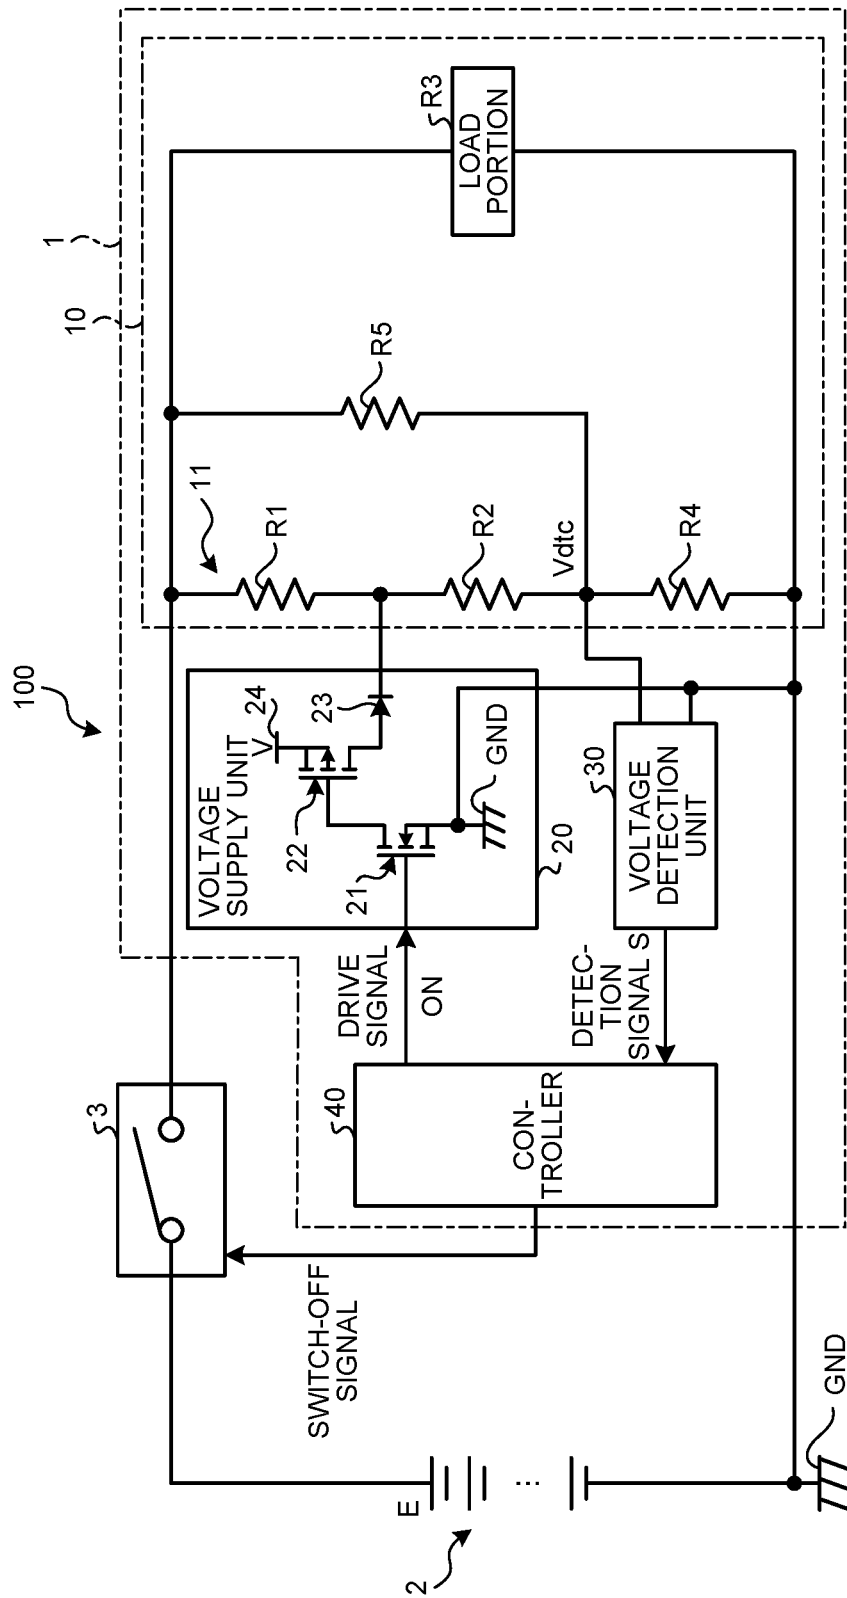 100
1
10
11
R1
R2
R3
R4
R5
LOAD
PORTION
Vdtc
3
VOLTAGE
SUPPLY UNIT
V
24
22
23
21
GND
20
DRIVE
SIGNAL
ON
30
VOLTAGE
DETECTION
UNIT
DETEC-
TION
SIGNAL S
40
CON-
TROLLER
SWITCH-OFF
SIGNAL
E
...
2
GND